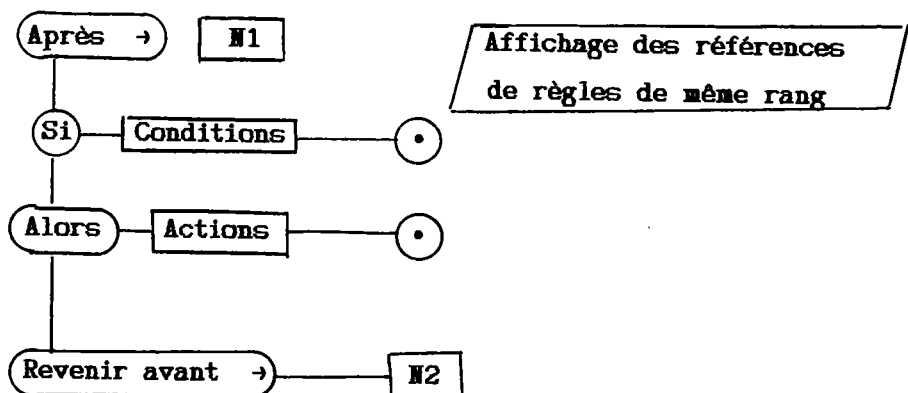 Après →
N1
Affichage des références
de règles de même rang
Si
Conditions
Alors
Actions
Revenir avant →
N2